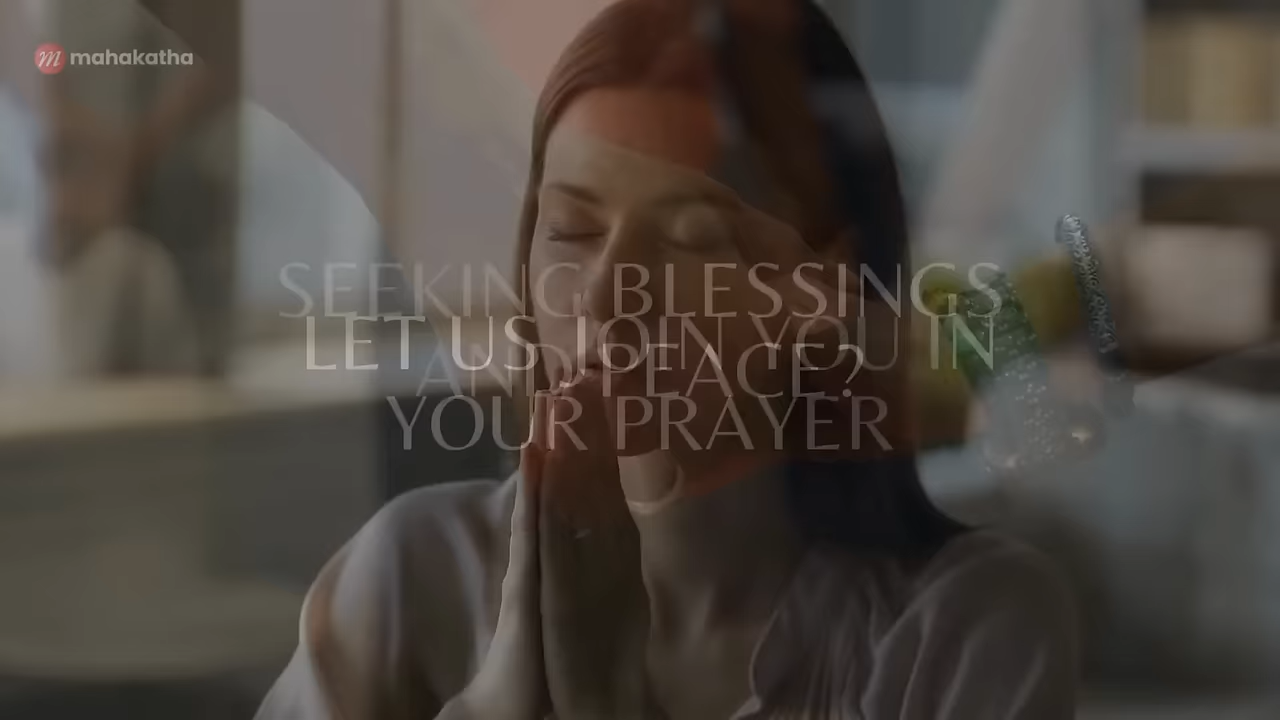 mahakatha
SEEKING BLESSINGS
AND PEACE?
LET US JOIN YOU IN
YOUR PRAYER